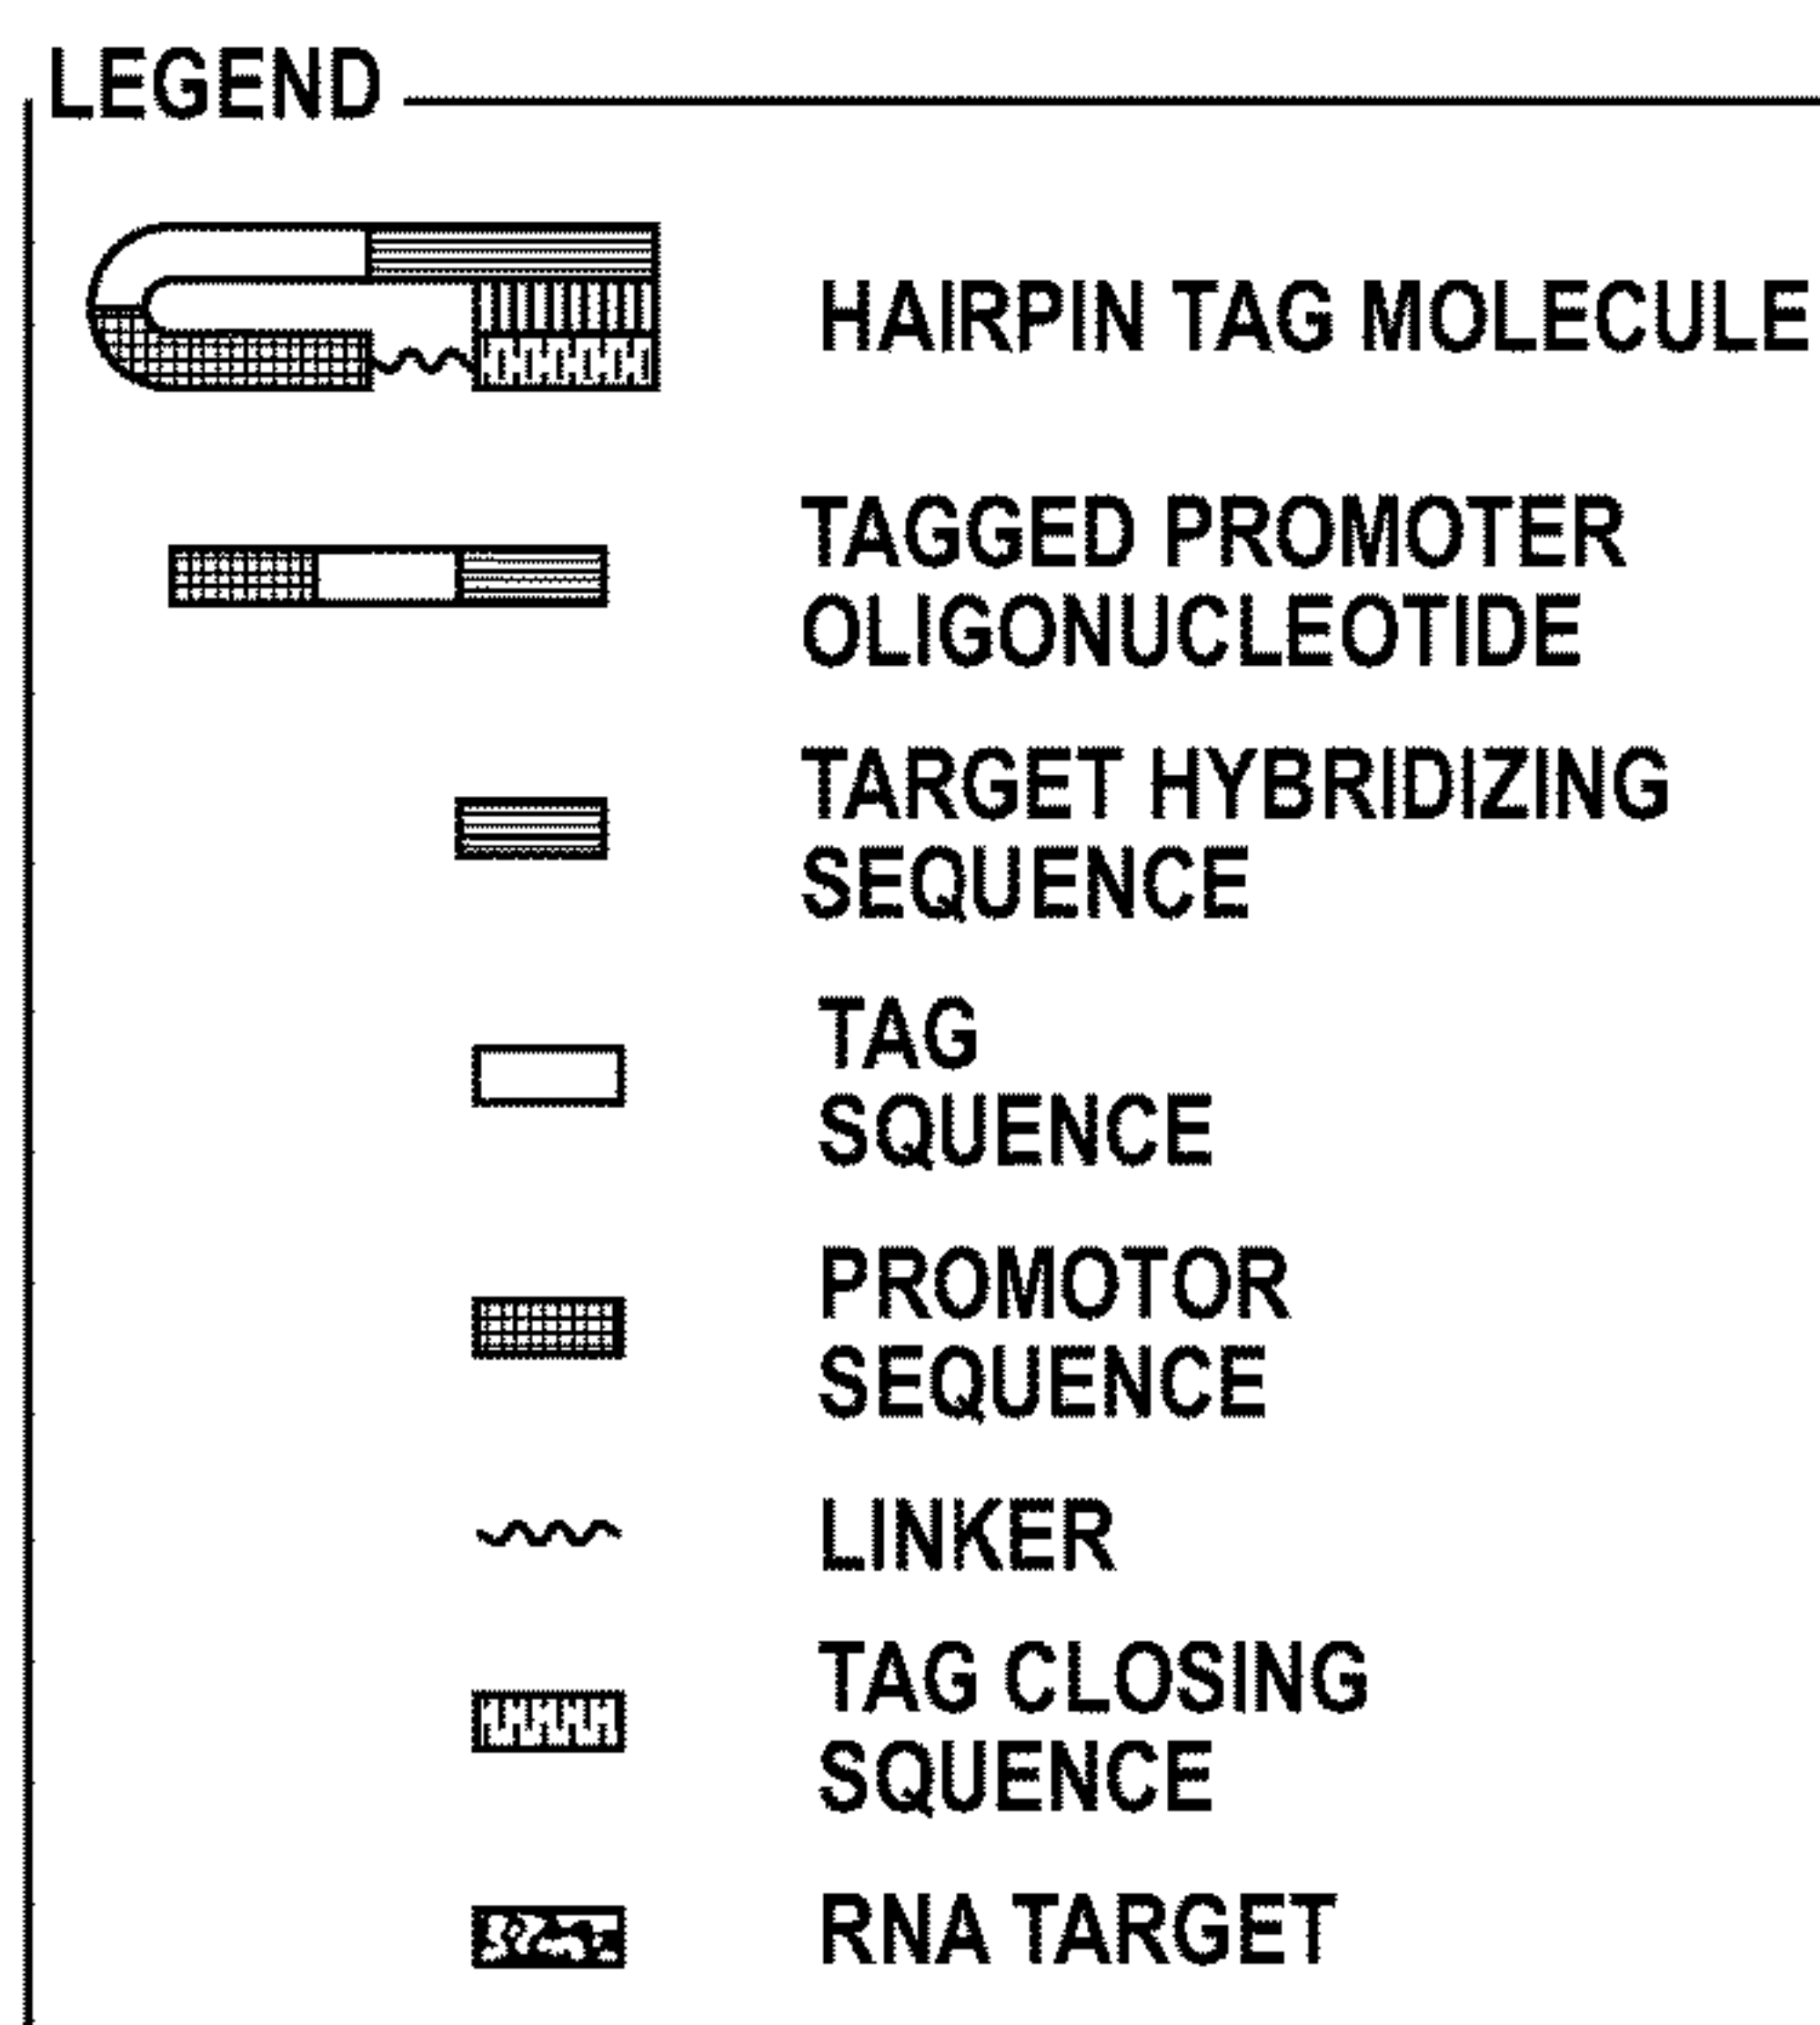 LEGEND
HAIRPIN TAG MOLECULE
TAGGED PROMOTER
OLIGONUCLEOTIDE
TARGET HYBRIDIZING
SEQUENCE
TAG
SQUENCE
PROMOTOR
SEQUENCE
LINKER
TAG CLOSING
SQUENCE
RNA TARGET